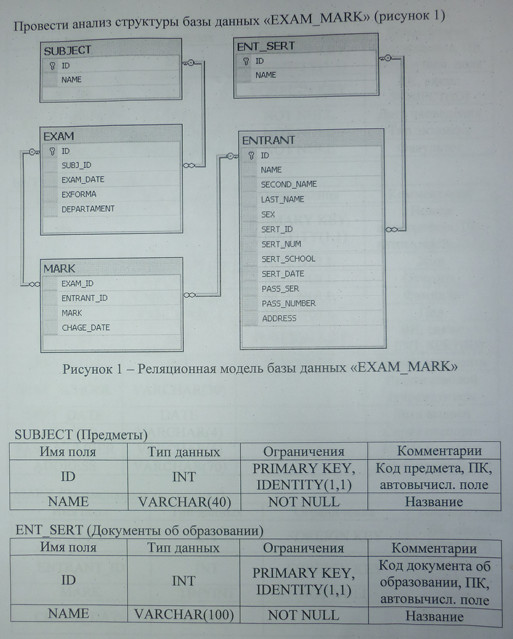 Провести анализ структуры базы данных «EXAM_MARK» (рисунок 1)
SUBJECT
ID
NAME
ENT_SERT
ID
NAME
EXAM
ID
SUBJ_ID
EXAM_DATE
EXFORMA
DEPARTAMENT
ENTRANT
ID
NAME
SECOND_NAME
LAST_NAME
SEX
SERT_ID
SERT_NUM
SERT_SCHOOL
SERT_DATE
PASS_SER
PASS_NUMBER
ADDRESS
MARK
EXAM_ID
ENTRANT_ID
MARK
CHAGE_DATE
Рисунок 1 – Реляционная модель базы данных «EXAM_MARK»
SUBJECT (Предметы)
Имя поля Тип данных Ограничения Комментарии
ID INT PRIMARY KEY, IDENTITY(1,1) Код предмета, ПК, автовычисл. поле
NAME VARCHAR(40) NOT NULL Название
ENT_SERT (Документы об образовании)
Имя поля Тип данных Ограничения Комментарии
ID INT PRIMARY KEY, IDENTITY(1,1) Код документа об образовании, ПК, автовычисл. поле
NAME VARCHAR(100) NOT NULL Название